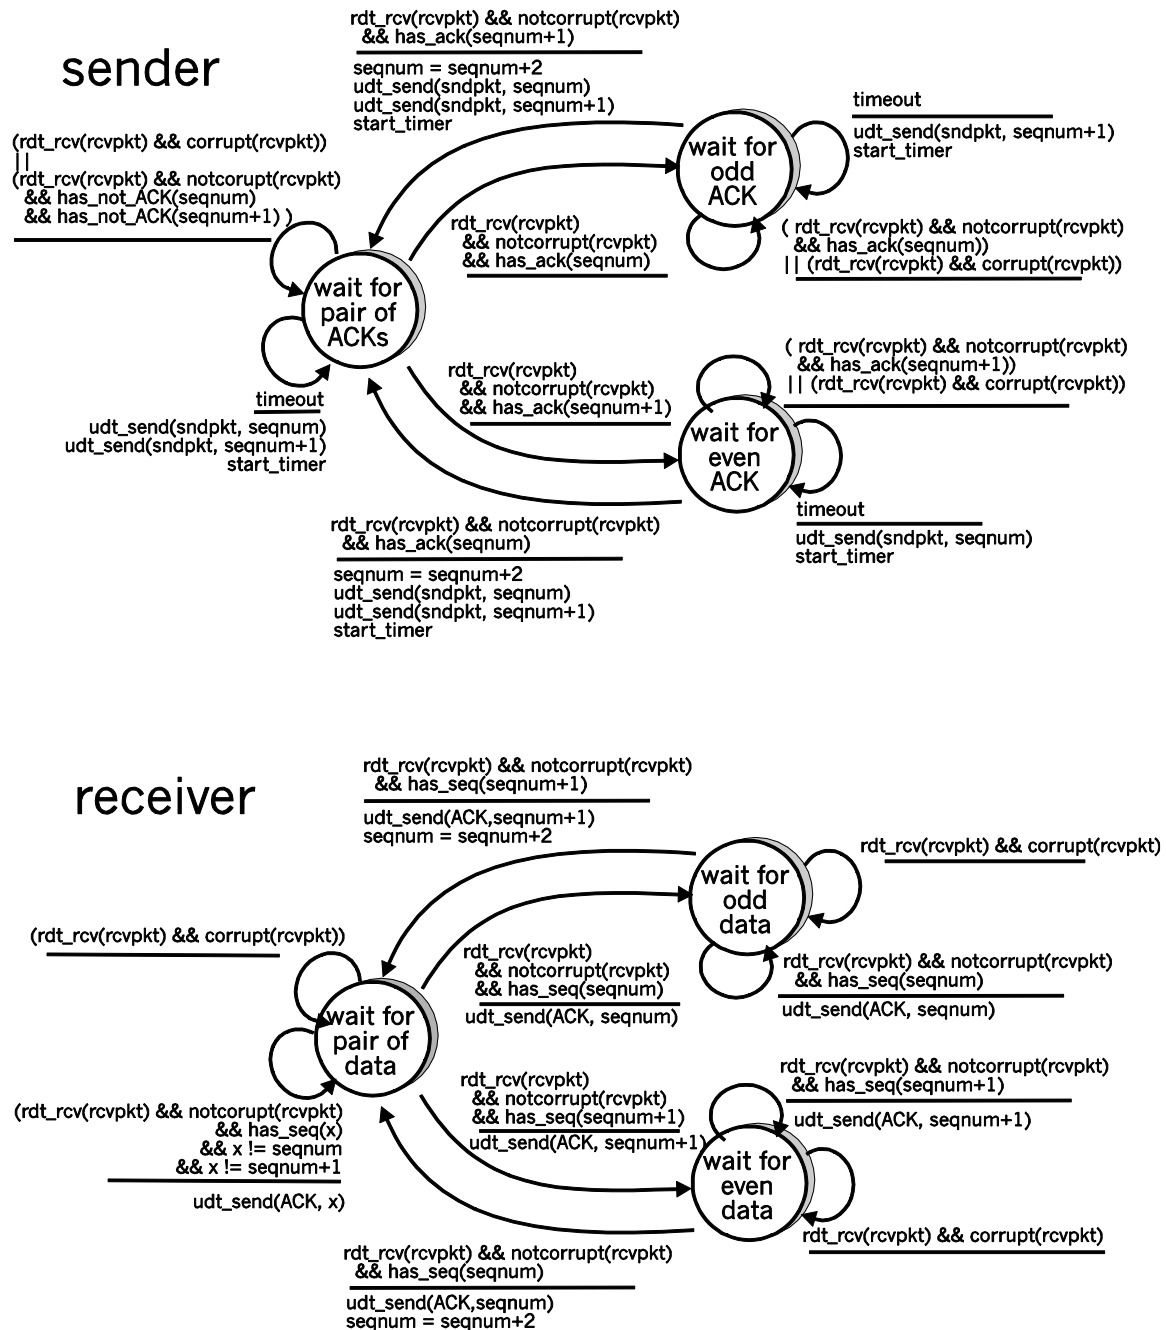 sender
rdt_rcv(rcvpkt) && notcorrupt(rcvpkt)
&& has_ack(seqnum+1)
seqnum = seqnum+2
udt_send(sndpkt, seqnum)
udt_send(sndpkt, seqnum+1)
start_timer
timeout
udt_send(sndpkt, seqnum+1)
start_timer
(rdt_rcv(rcvpkt) && corrupt(rcvpkt))
||
(rdt_rcv(rcvpkt) && notcorupt(rcvpkt)
&& has_not_ACK(seqnum)
&& has_not_ACK(seqnum+1) )
wait for
odd
ACK
rdt_rcv(rcvpkt)
&& notcorrupt(rcvpkt)
&& has_ack(seqnum)
( rdt_rcv(rcvpkt) && notcorrupt(rcvpkt)
&& has_ack(seqnum))
|| (rdt_rcv(rcvpkt) && corrupt(rcvpkt))
wait for
pair of
ACKs
( rdt_rcv(rcvpkt) && notcorrupt(rcvpkt)
&& has_ack(seqnum+1))
|| (rdt_rcv(rcvpkt) && corrupt(rcvpkt))
rdt_rcv(rcvpkt)
&& notcorrupt(rcvpkt)
&& has_ack(seqnum+1)
timeout
udt_send(sndpkt, seqnum)
udt_send(sndpkt, seqnum+1)
start_timer
wait for
even
ACK
timeout
udt_send(sndpkt, seqnum)
start_timer
rdt_rcv(rcvpkt) && notcorrupt(rcvpkt)
&& has_ack(seqnum)
seqnum = seqnum+2
udt_send(sndpkt, seqnum)
udt_send(sndpkt, seqnum+1)
start_timer
receiver
rdt_rcv(rcvpkt) && notcorrupt(rcvpkt)
&& has_seq(seqnum+1)
udt_send(ACK,seqnum+1)
seqnum = seqnum+2
rdt_rcv(rcvpkt) && corrupt(rcvpkt)
wait for
odd
data
(rdt_rcv(rcvpkt) && corrupt(rcvpkt))
rdt_rcv(rcvpkt)
&& notcorrupt(rcvpkt)
&& has_seq(seqnum)
udt_send(ACK, seqnum)
rdt_rcv(rcvpkt) && notcorrupt(rcvpkt)
&& has_seq(seqnum)
udt_send(ACK, seqnum)
wait for
pair of
data
rdt_rcv(rcvpkt) && notcorrupt(rcvpkt)
&& has_seq(seqnum+1)
udt_send(ACK, seqnum+1)
rdt_rcv(rcvpkt)
&& notcorrupt(rcvpkt)
&& has_seq(seqnum+1)
udt_send(ACK, seqnum+1)
(rdt_rcv(rcvpkt) && notcorupt(rcvpkt)
&& has_seq(x)
&& x != seqnum
&& x != seqnum+1
udt_send(ACK, x)
wait for
even
data
rdt_rcv(rcvpkt) && corrupt(rcvpkt)
rdt_rcv(rcvpkt) && notcorrupt(rcvpkt)
&& has_seq(seqnum)
udt_send(ACK,seqnum)
seqnum = seqnum+2